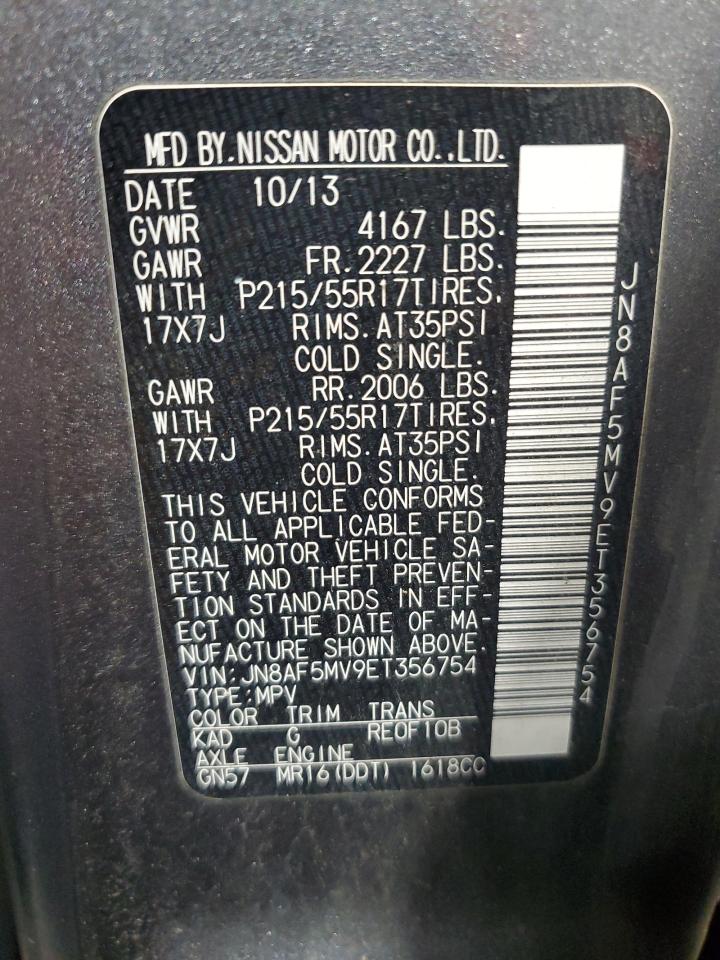 MFD BY.NISSAN MOTOR CO.,LTD.
DATE 10/13
GVWR 4167 LBS.
GAWR FR.2227 LBS.
WITH P215/55R17TIRES,
17X7J RIMS.AT35PSI
COLD SINGLE.
GAWR RR.2006 LBS.
WITH P215/55R17TIRES,
17X7J RIMS.AT35PSI
COLD SINGLE.
THIS VEHICLE CONFORMS
TO ALL APPLICABLE FED-
ERAL MOTOR VEHICLE SA-
FETY AND THEFT PREVEN-
TION STANDARDS IN EFF-
ECT ON THE DATE OF MA-
NUFACTURE SHOWN ABOVE.
VIN:JN8AF5MV9ET356754
TYPE:MPV
COLOR TRIM TRANS
KAD G RE0F10B
AXLE ENGINE
GN57 MR16(DDT) 1618CC
JN8AF5MV9ET356754